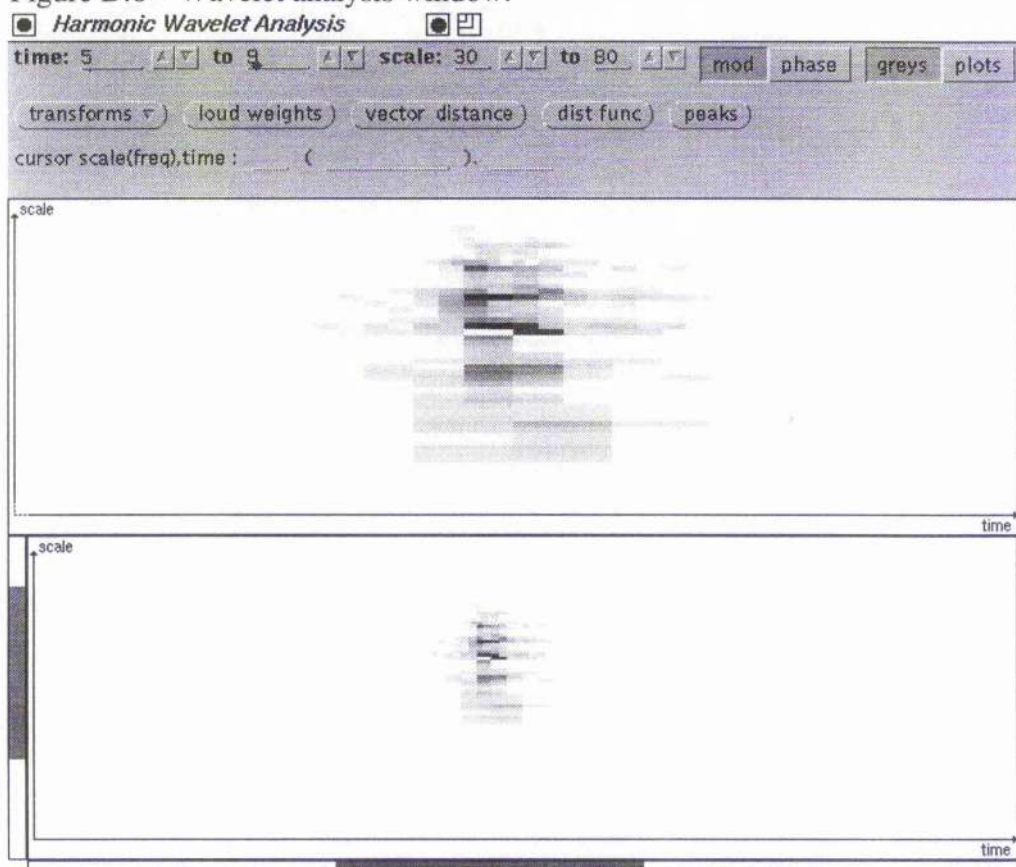 Harmonic Wavelet Analysis
time: 5 to 9 scale: 30 to 80 mod phase greys plots
transforms loud weights vector distance dist func peaks
cursor scale(freq),time : ( ).
scale
time
scale
time